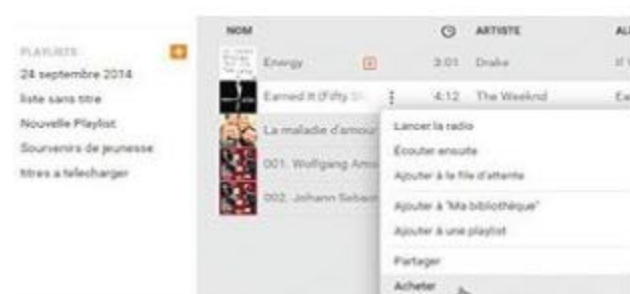 PLAYLISTS
24 septembre 2014
liste sans titre
Nouvelle Playlist
Sourvenirs de jeunesse
titres a telecharger
NOM ARTISTE
Energy E 3:01 Drake
Earned It (Fifty 4:12 The Weeknd
La maladie d'amour
001. Wolfgang
002. Johann
Lancer la radio
Écouter ensuite
Ajouter à la file d'attente
Ajouter à "Ma bibliothèque"
Ajouter à une playlist
Partager
Acheter